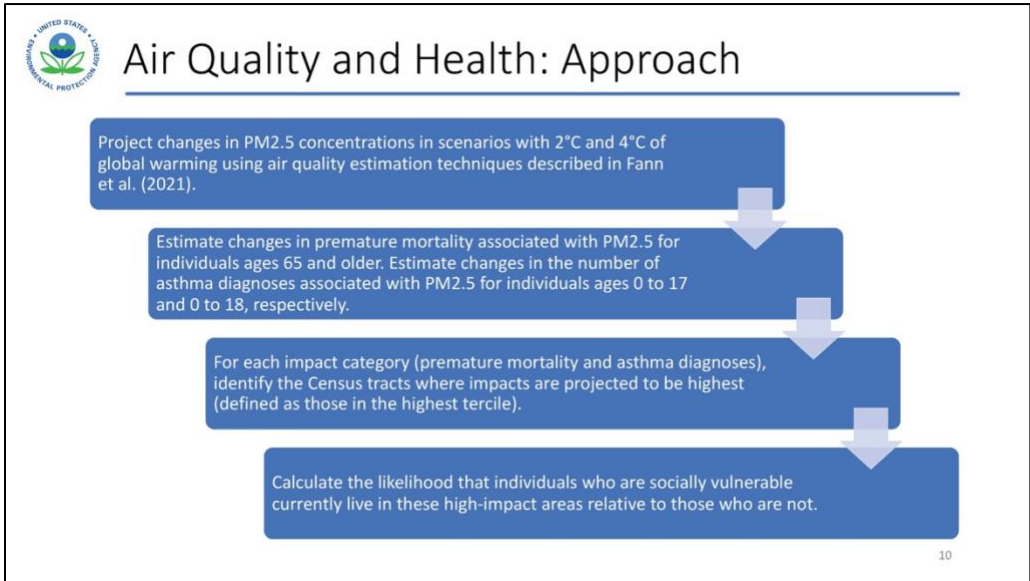 UNITED STATES
ENVIRONMENTAL PROTECTION AGENCY
Air Quality and Health: Approach
Project changes in PM2.5 concentrations in scenarios with 2°C and 4°C of
global warming using air quality estimation techniques described in Fann
et al. (2021).
Estimate changes in premature mortality associated with PM2.5 for
individuals ages 65 and older. Estimate changes in the number of
asthma diagnoses associated with PM2.5 for individuals ages 0 to 17
and 0 to 18, respectively.
For each impact category (premature mortality and asthma diagnoses),
identify the Census tracts where impacts are projected to be highest
(defined as those in the highest tercile).
Calculate the likelihood that individuals who are socially vulnerable
currently live in these high-impact areas relative to those who are not.
10